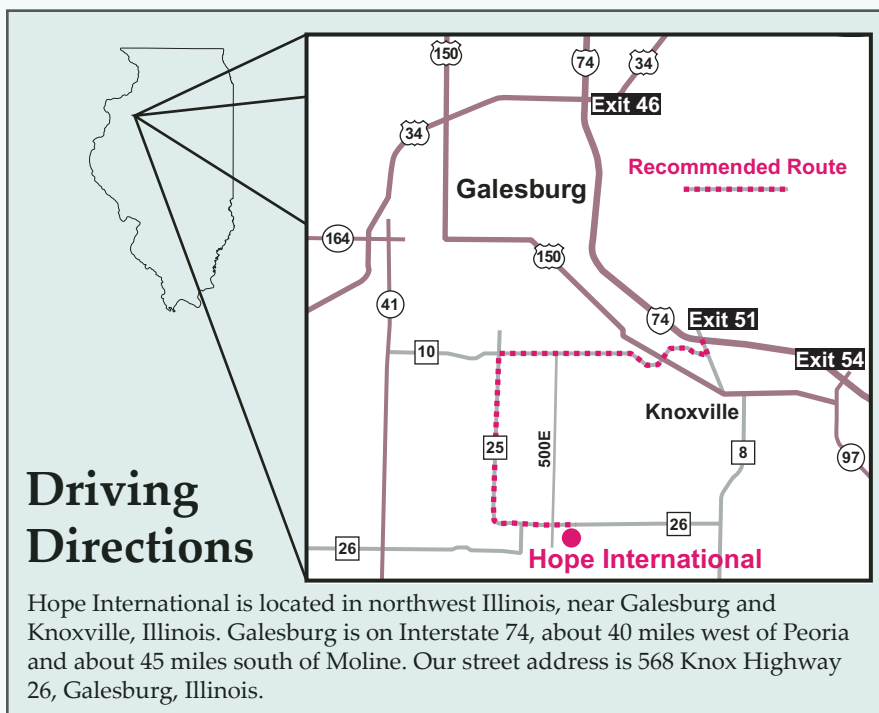 150
74
34
Exit 46
34
Recommended Route
Galesburg
164
150
41
74
Exit 51
10
Exit 54
Knoxville
25
500E
8
97
26
26
Hope International
Driving
Directions
Hope International is located in northwest Illinois, near Galesburg and
Knoxville, Illinois. Galesburg is on Interstate 74, about 40 miles west of Peoria
and about 45 miles south of Moline. Our street address is 568 Knox Highway
26, Galesburg, Illinois.